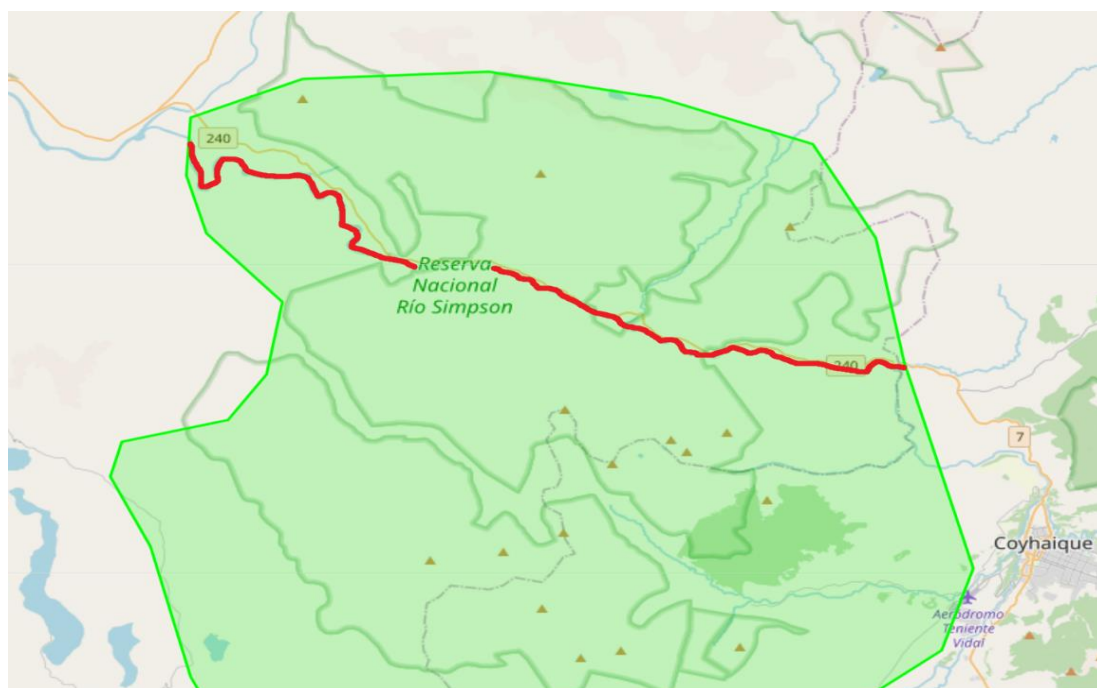 240
Reserva
Nacional
Río Simpson
240
7
Coyhaique
Aeródromo
Teniente
Vidal